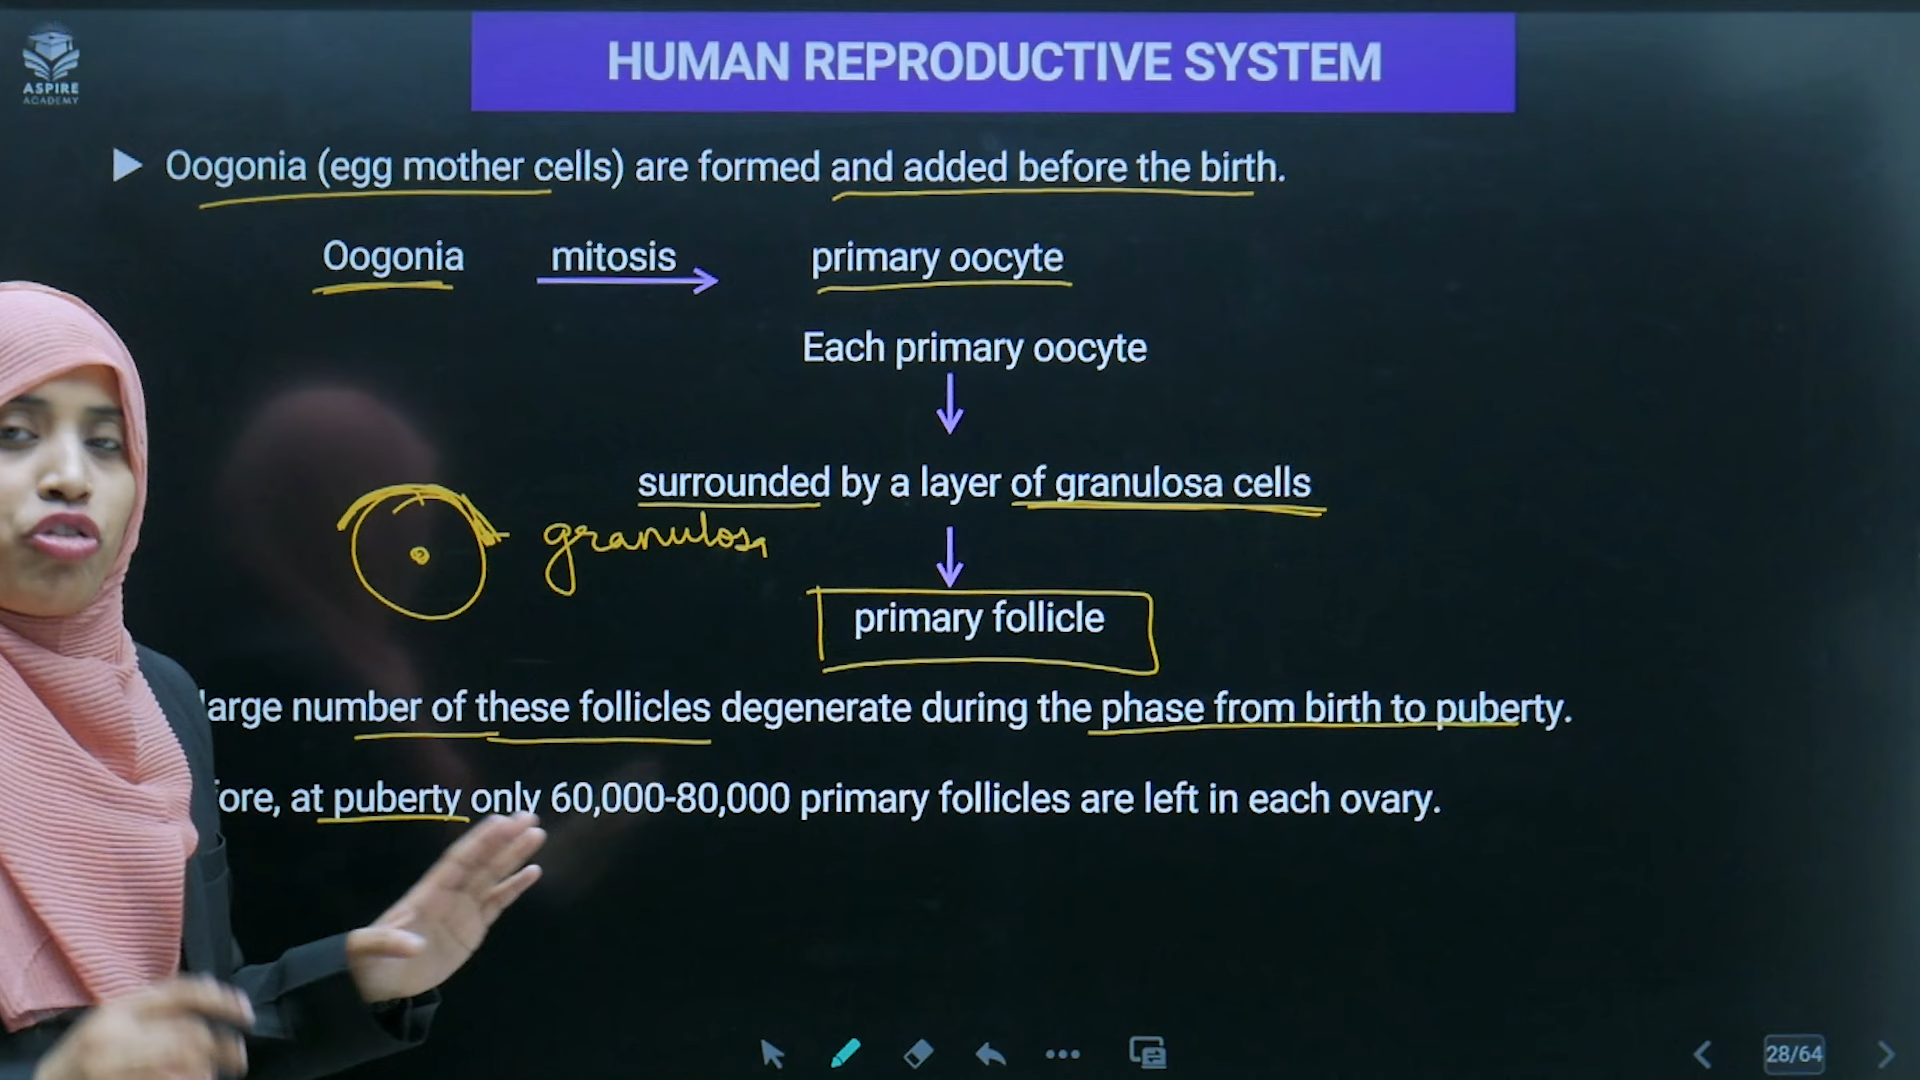 ASPIRE
ACADEMY
HUMAN REPRODUCTIVE SYSTEM
Oogonia (egg mother cells) are formed and added before the birth.
Oogonia mitosis primary oocyte
Each primary oocyte
surrounded by a layer of granulosa cells
granulosa
primary follicle
large number of these follicles degenerate during the phase from birth to puberty.
fore, at puberty only 60,000-80,000 primary follicles are left in each ovary.
28/64